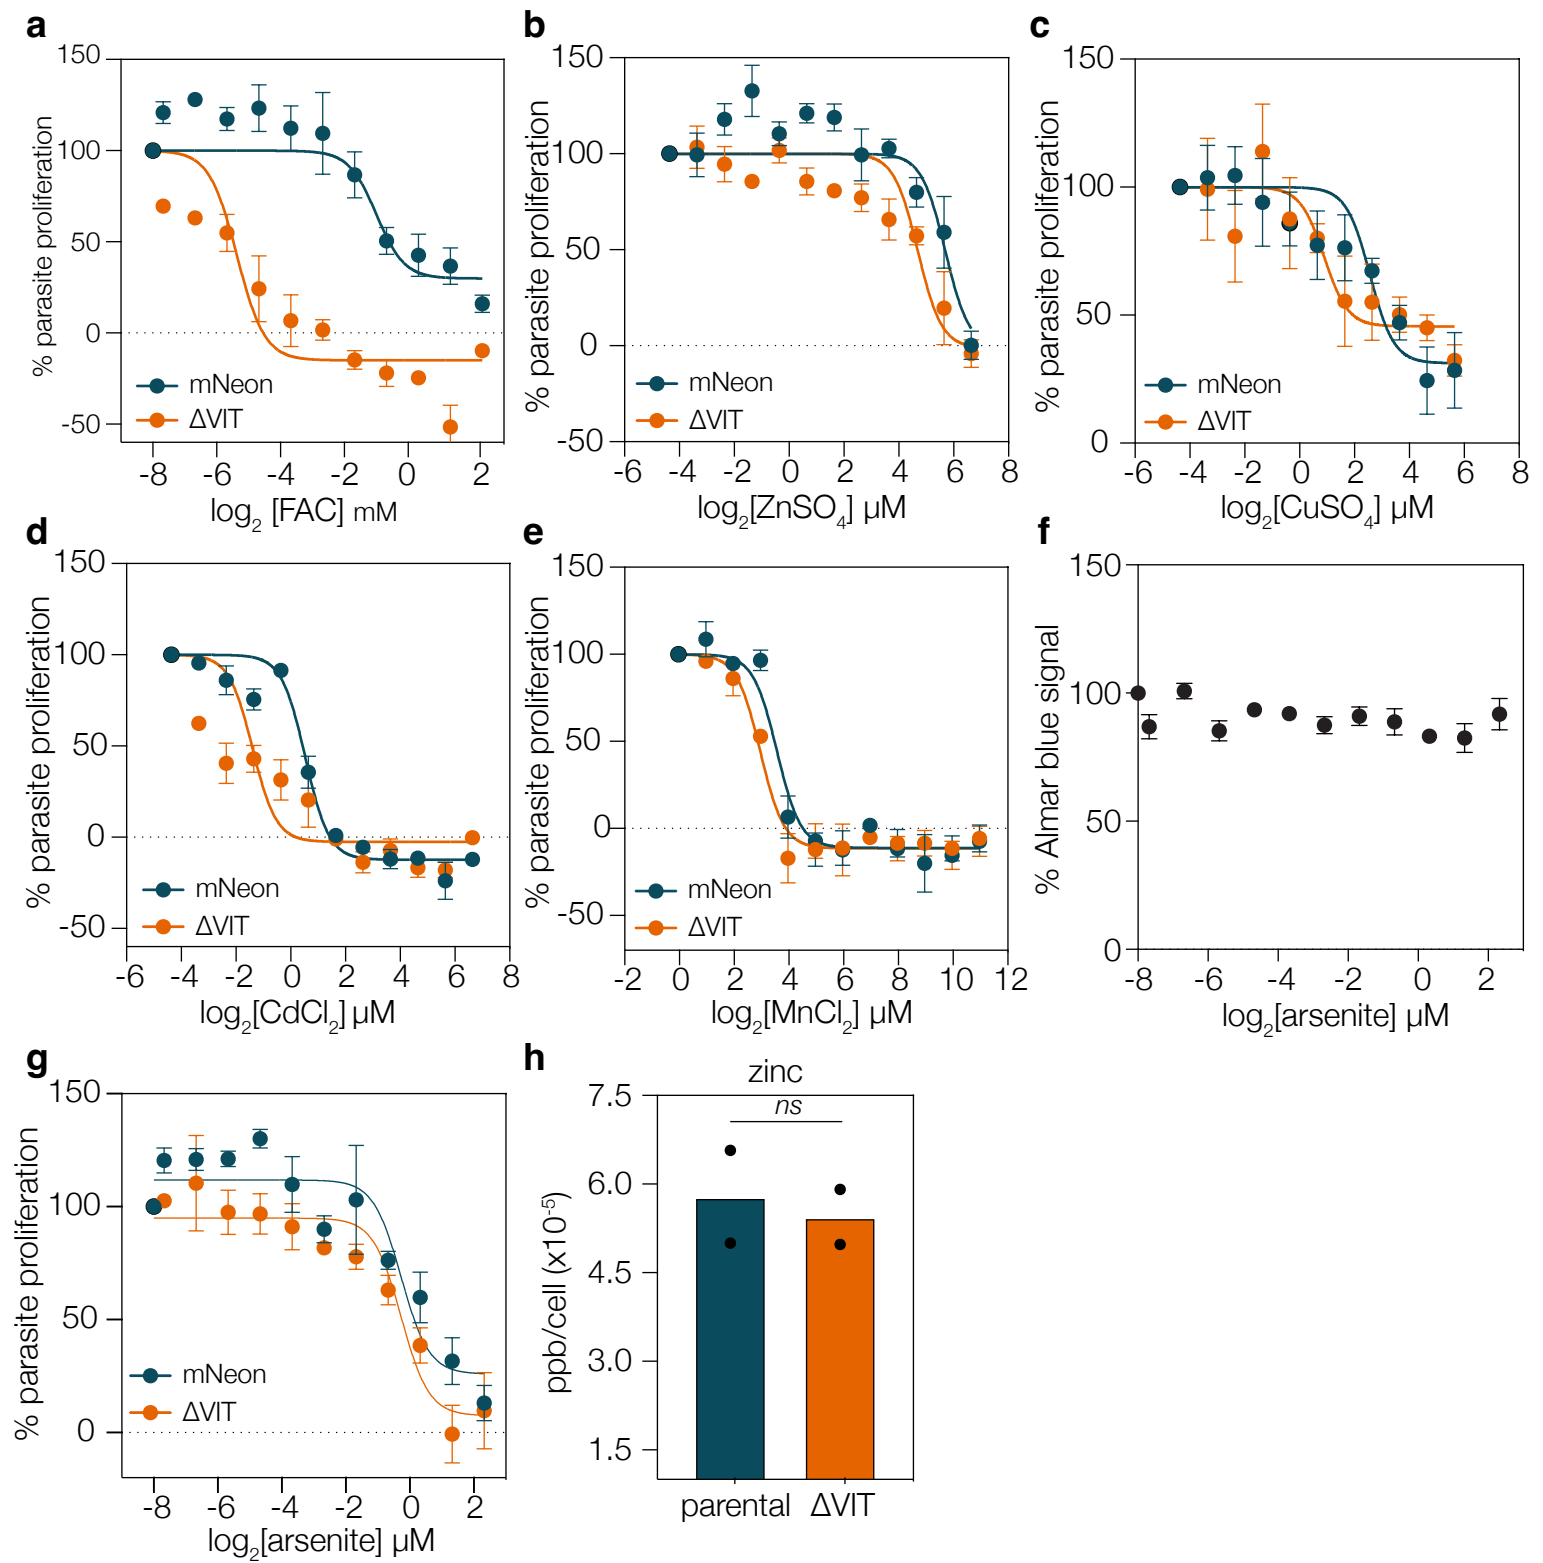 a
150
100
50
0
-50
% parasite proliferation
mNeon
ΔVIT
-8 -6 -4 -2 0 2
log2 [FAC] mM
b
150
100
50
0
-50
% parasite proliferation
mNeon
ΔVIT
-6 -4 -2 0 2 4 6 8
log2[ZnSO4] µM
c
150
100
50
0
% parasite proliferation
mNeon
ΔVIT
-6 -4 -2 0 2 4 6 8
log2[CuSO4] µM
d
150
100
50
0
-50
% parasite proliferation
mNeon
ΔVIT
-6 -4 -2 0 2 4 6 8
log2[CdCl2] µM
e
150
100
50
0
-50
% parasite proliferation
mNeon
ΔVIT
-2 0 2 4 6 8 10 12
log2[MnCl2] µM
f
150
100
50
0
% Almar blue signal
-8 -6 -4 -2 0 2
log2[arsenite] µM
g
150
100
50
0
% parasite proliferation
mNeon
ΔVIT
-8 -6 -4 -2 0 2
log2[arsenite] µM
h
zinc
ns
7.5
6.0
4.5
3.0
1.5
ppb/cell (x10-5)
parental ΔVIT